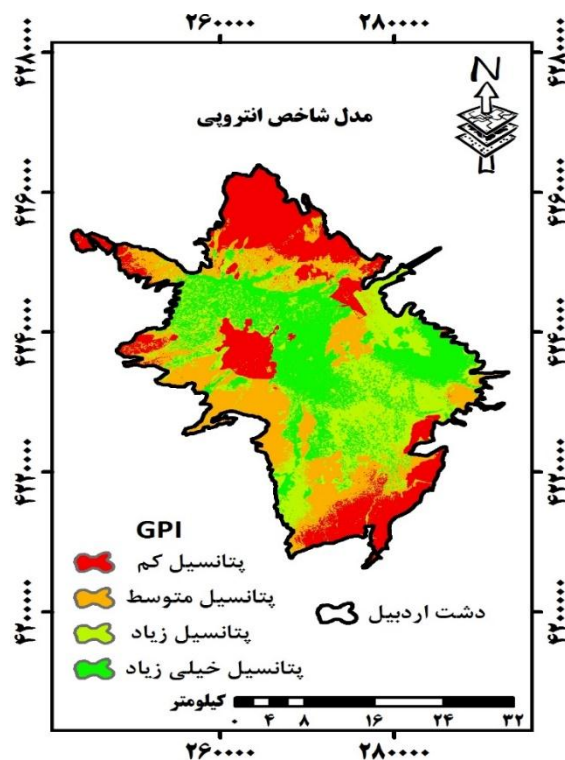 ۲۶۰۰۰۰ ۲۸۰۰۰۰
۴۲۸۰۰۰۰ ۴۲۸۰۰۰۰
N
مدل شاخص انتروپی
۴۲۶۰۰۰۰ ۴۲۶۰۰۰۰
۴۲۴۰۰۰۰ ۴۲۴۰۰۰۰
۴۲۲۰۰۰۰ ۴۲۲۰۰۰۰
GPI
پتانسیل کم
پتانسیل متوسط
پتانسیل زیاد
پتانسیل خیلی زیاد
دشت اردبیل
۴۲۰۰۰۰۰ ۴۲۰۰۰۰۰
کیلومتر
۰ ۴ ۸ ۱۶ ۲۴ ۳۲
۲۶۰۰۰۰ ۲۸۰۰۰۰